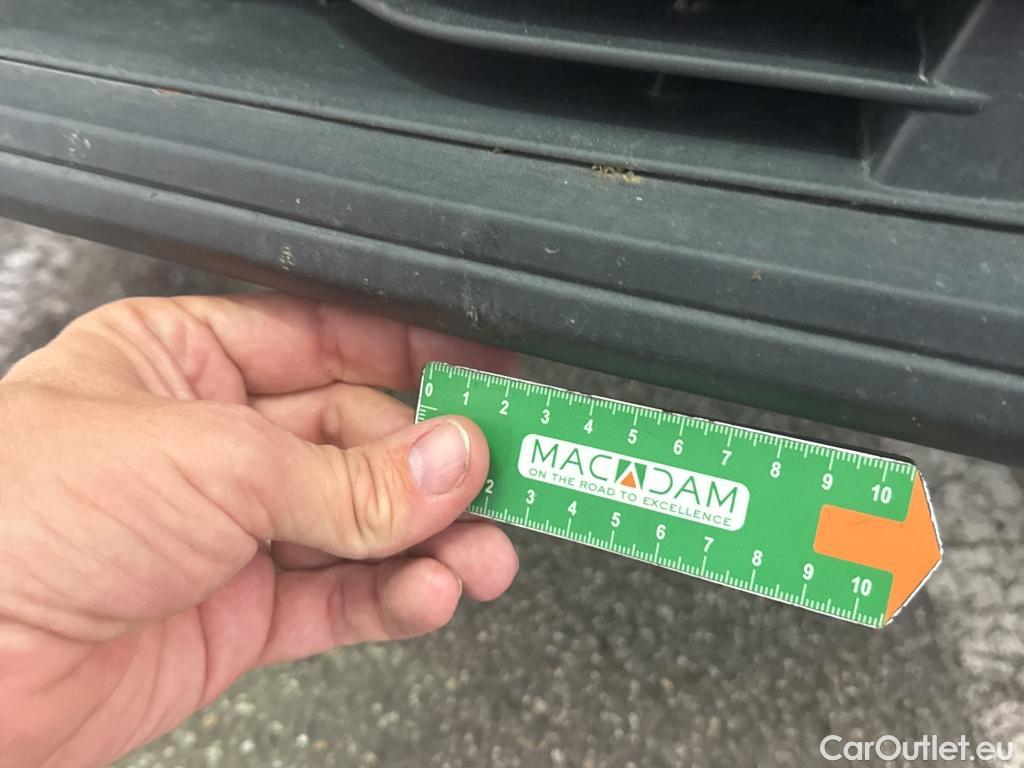 0 1 2 3 4 5 6 7 8 9 10
MACADAM
ON THE ROAD TO EXCELLENCE
2 3 4 5 6 7 8 9 10
CarOutlet.eu